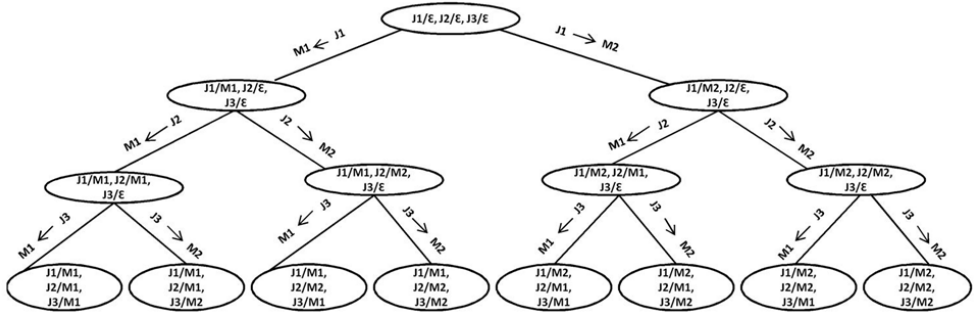 J1/ε, J2/ε, J3/ε
M1 ← J1
J1 → M2
J1/M1, J2/ε,
J3/ε
J1/M2, J2/ε,
J3/ε
M1 ← J2
J2 → M2
M1 ← J2
J2 → M2
J1/M1, J2/M1,
J3/ε
J1/M1, J2/M2,
J3/ε
J1/M2, J2/M1,
J3/ε
J1/M2, J2/M2,
J3/ε
M1 ← J3
J3 → M2
M1 ← J3
J3 → M2
M1 ← J3
J3 → M2
M1 ← J3
J3 → M2
J1/M1,
J2/M1,
J3/M1
J1/M1,
J2/M1,
J3/M2
J1/M1,
J2/M2,
J3/M1
J1/M1,
J2/M2,
J3/M2
J1/M2,
J2/M1,
J3/M1
J1/M2,
J2/M1,
J3/M2
J1/M2,
J2/M2,
J3/M1
J1/M2,
J2/M2,
J3/M2